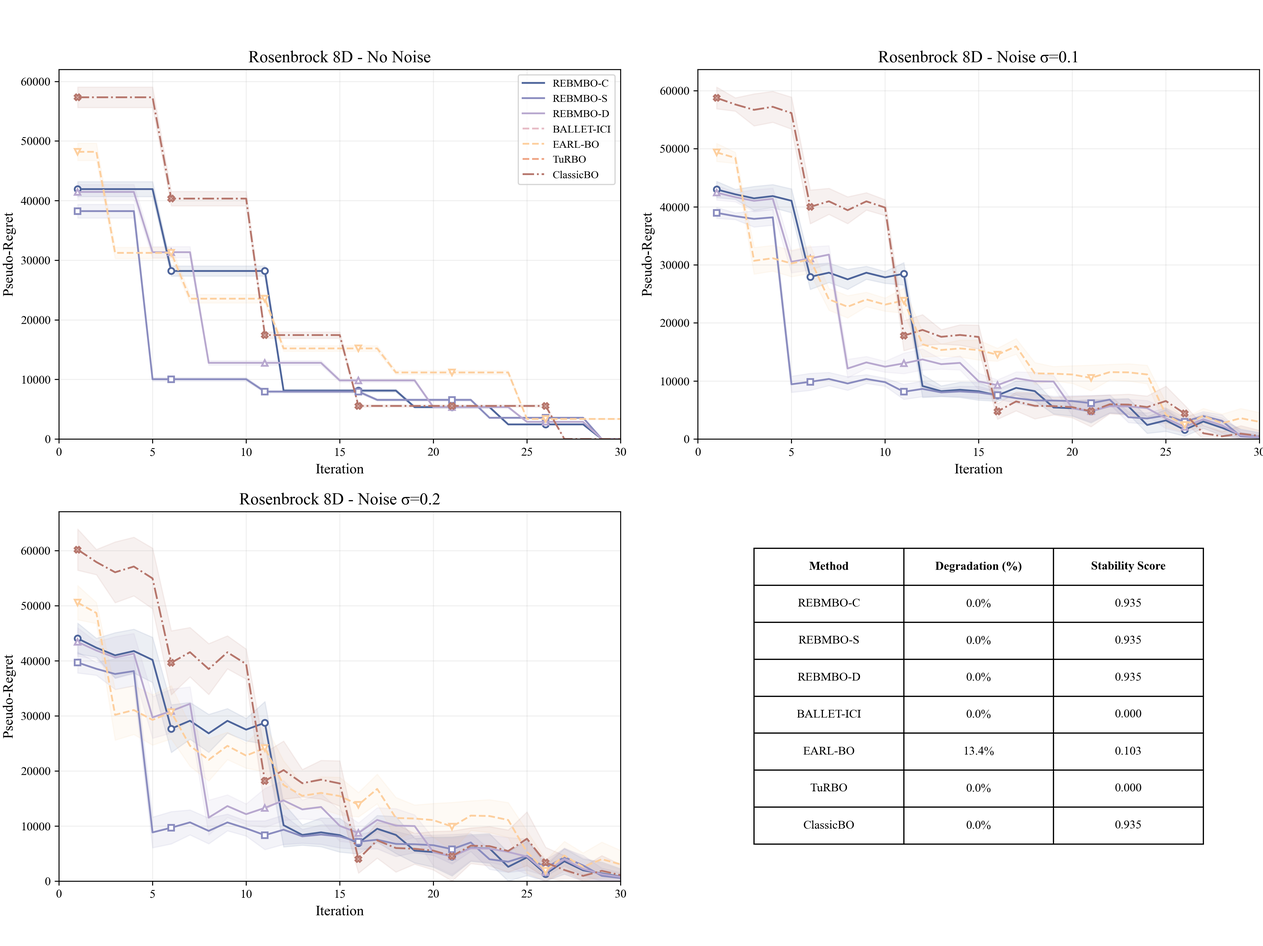 Rosenbrock 8D - No Noise
Pseudo-Regret
60000
50000
40000
30000
20000
10000
0
0 5 10 15 20 25 30
Iteration
REBMBO-C
REBMBO-S
REBMBO-D
BALLET-ICI
EARL-BO
TuRBO
ClassicBO
Rosenbrock 8D - Noise σ=0.1
Pseudo-Regret
60000
50000
40000
30000
20000
10000
0
0 5 10 15 20 25 30
Iteration
Rosenbrock 8D - Noise σ=0.2
Pseudo-Regret
60000
50000
40000
30000
20000
10000
0
0 5 10 15 20 25 30
Iteration
Method Degradation (%) Stability Score
REBMBO-C 0.0% 0.935
REBMBO-S 0.0% 0.935
REBMBO-D 0.0% 0.935
BALLET-ICI 0.0% 0.000
EARL-BO 13.4% 0.103
TuRBO 0.0% 0.000
ClassicBO 0.0% 0.935